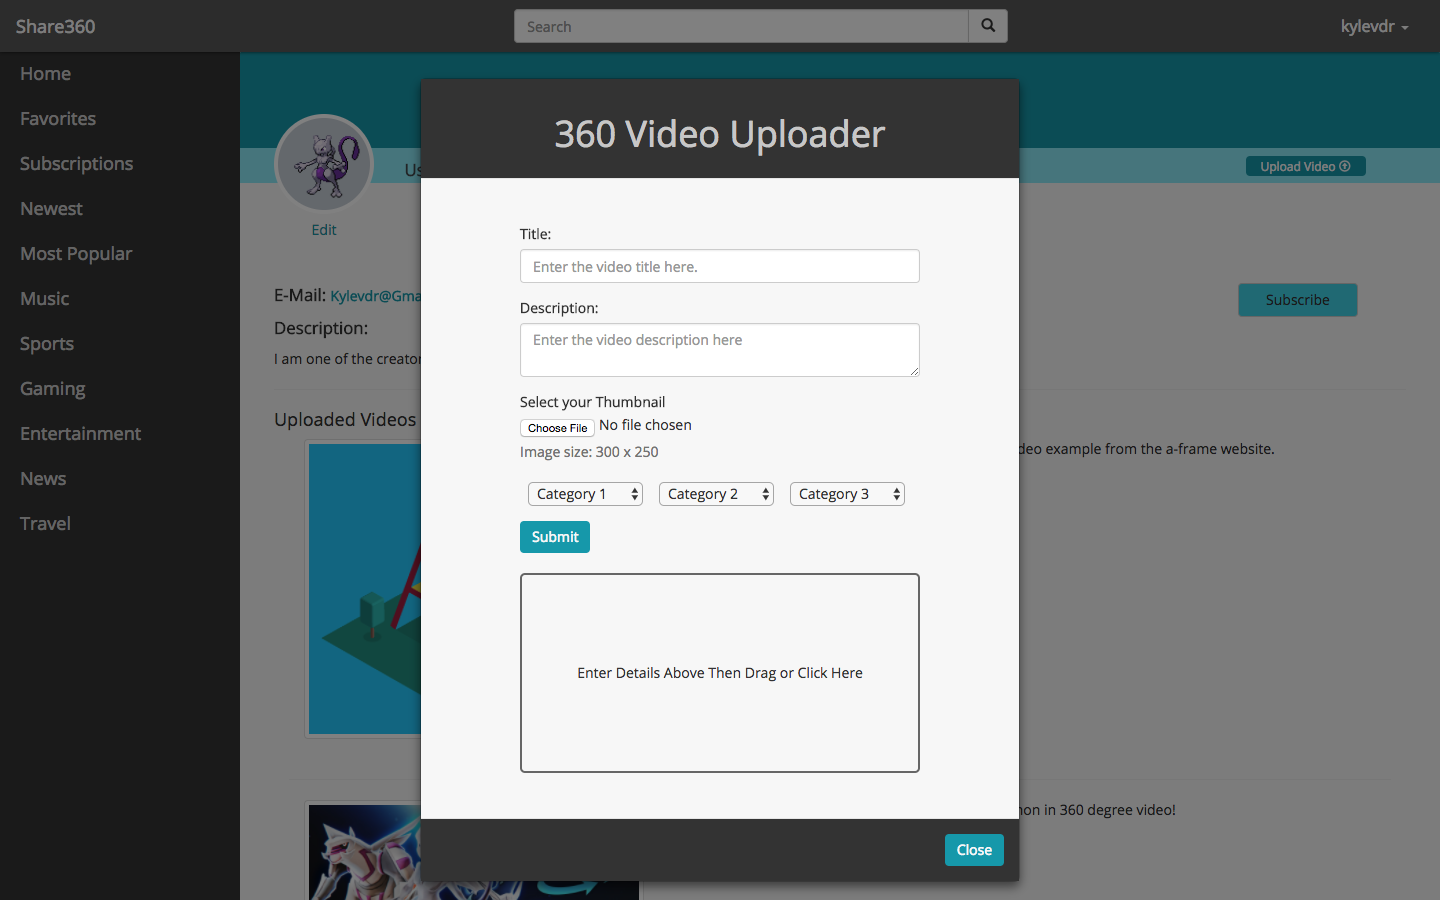 Share360
Search
kylevdr
Home
Favorites
Subscriptions
Newest
Most Popular
Music
Sports
Gaming
Entertainment
News
Travel
Upload Video
Edit
E-Mail: Kylevdr@Gma
Subscribe
Description:
I am one of the creator
Uploaded Videos
deo example from the a-frame website.
on in 360 degree video!
360 Video Uploader
Title:
Enter the video title here.
Description:
Enter the video description here
Select your Thumbnail
Choose File No file chosen
Image size: 300 x 250
Category 1 Category 2 Category 3
Submit
Enter Details Above Then Drag or Click Here
Close